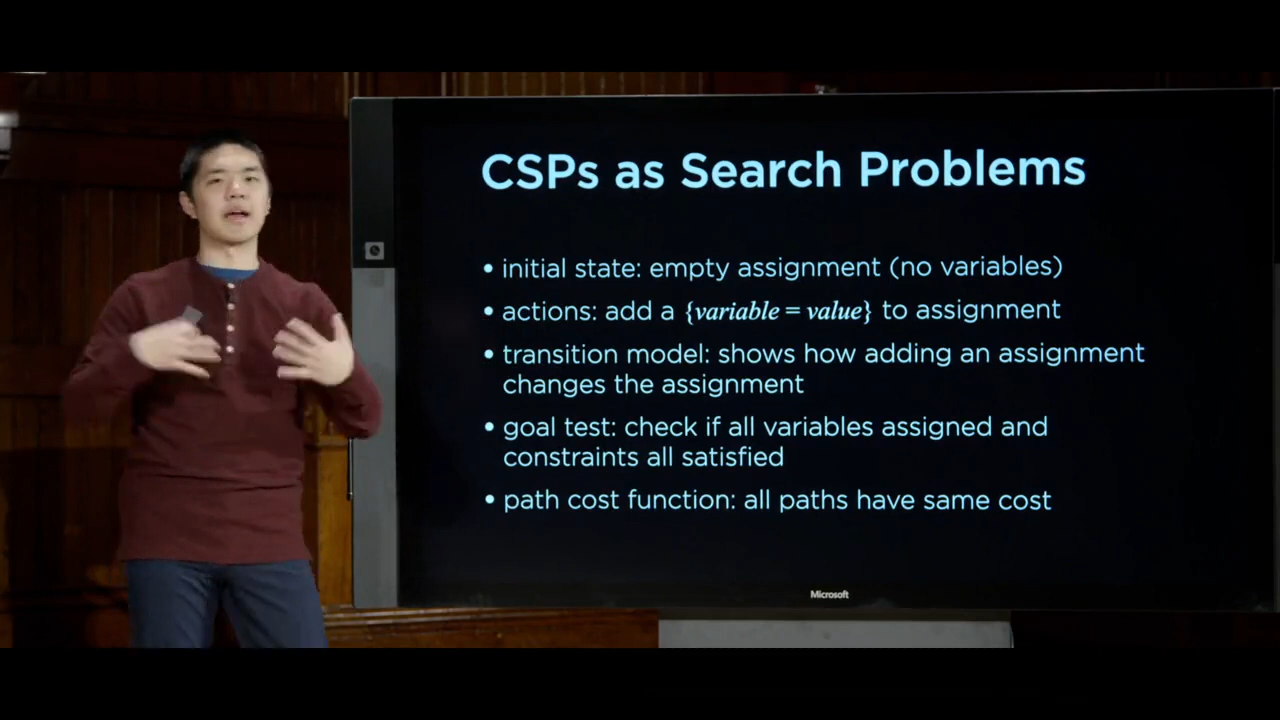 CSPs as Search Problems
• initial state: empty assignment (no variables)
• actions: add a {variable = value} to assignment
• transition model: shows how adding an assignment
changes the assignment
• goal test: check if all variables assigned and
constraints all satisfied
• path cost function: all paths have same cost
Microsoft